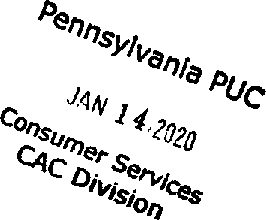 Pennsylvania PUC
JAN 14.2020
Consumer Services
CAC Division